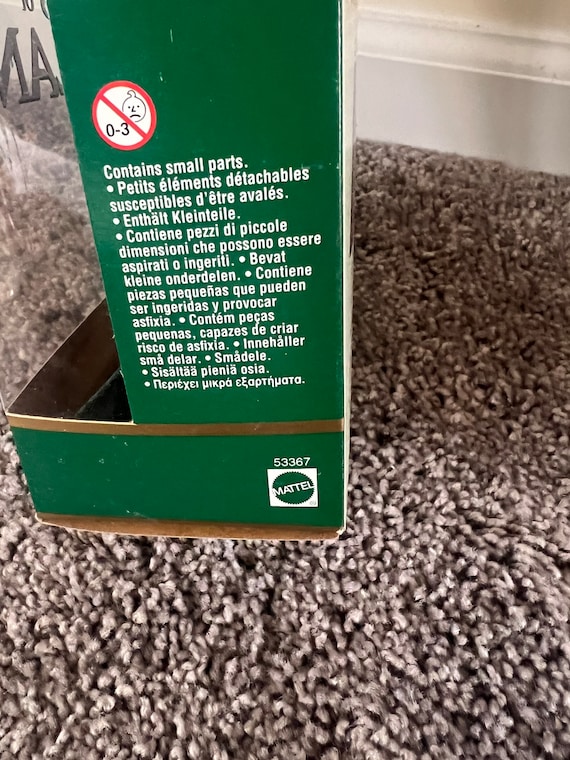 TO
MA
0-3
Contains small parts.
• Petits éléments détachables
susceptibles d'être avalés.
• Enthält Kleinteile.
• Contiene pezzi di piccole
dimensioni che possono essere
aspirati o ingeriti. • Bevat
kleine onderdelen. • Contiene
piezas pequeñas que pueden
ser ingeridas y provocar
asfixia. • Contém peças
pequenas, capazes de criar
risco de asfixia. • Innehåller
små delar. • Smådele.
• Sisältää pieniä osia.
• Περιέχει μικρά εξαρτήματα.
53367
MATTEL